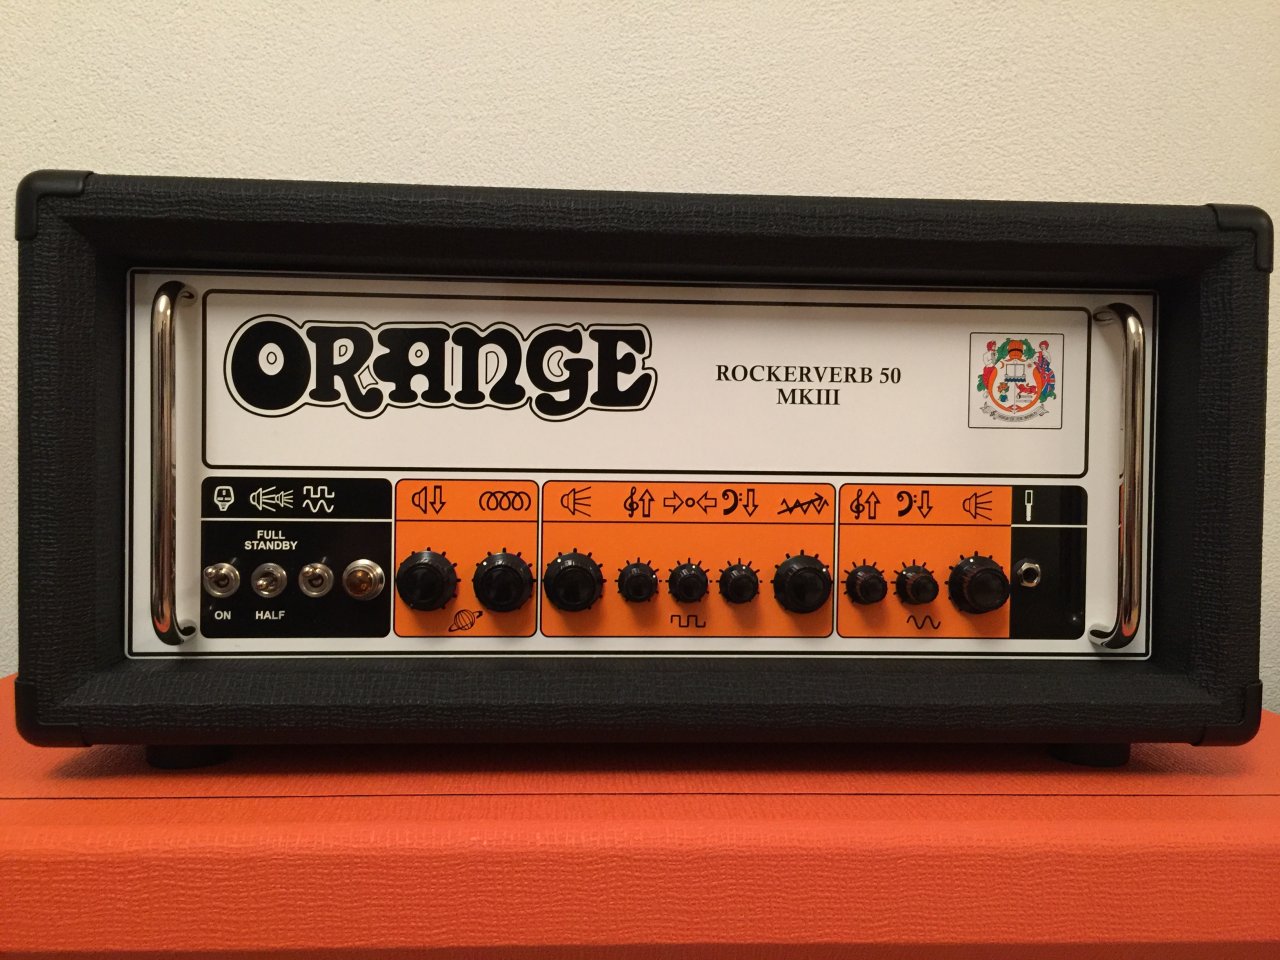 ORANGE
ROCKERVERB 50
MKIII
FULL
STANDBY
ON
HALF